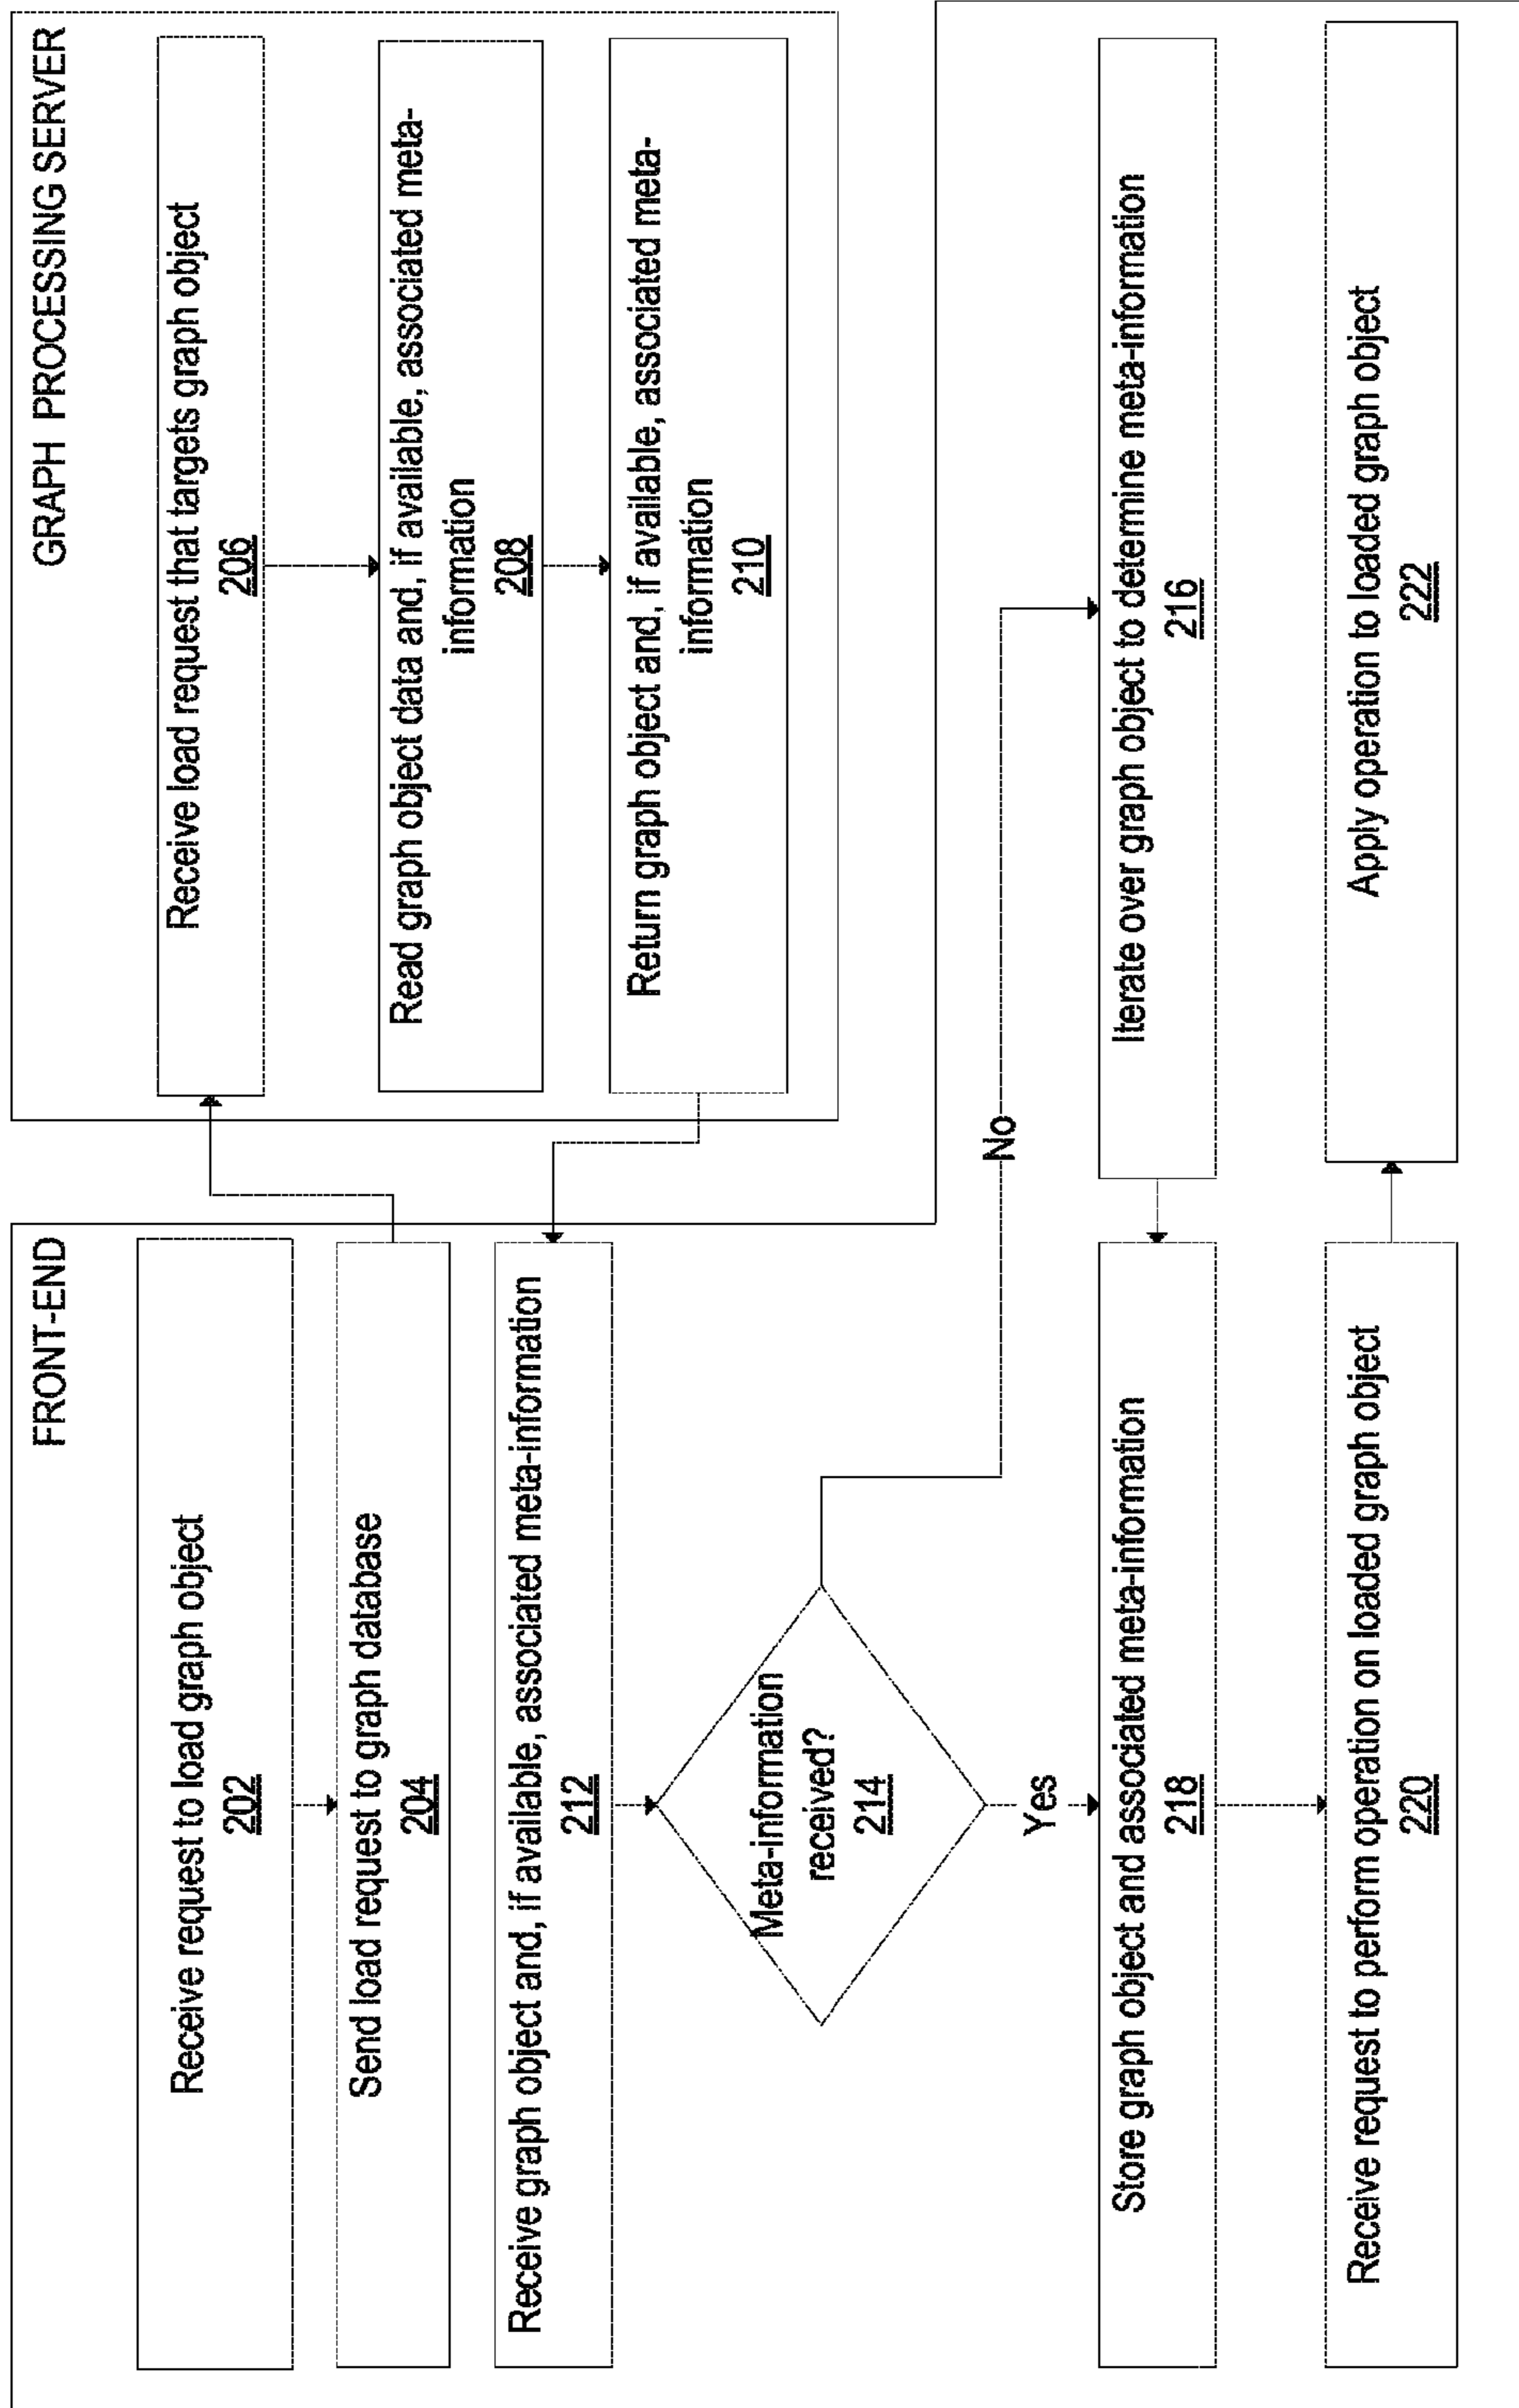 FRONT-END
Receive request to load graph object
202
Send load request to graph database
204
Receive graph object and, if available, associated meta-information
212
Meta-information
received?
214
Yes
No
Store graph object and associated meta-information
218
Receive request to perform operation on loaded graph object
220
GRAPH PROCESSING SERVER
Receive load request that targets graph object
206
Read graph object data and, if available, associated meta-
information
208
Return graph object and, if available, associated meta-
information
210
Iterate over graph object to determine meta-information
216
Apply operation to loaded graph object
222